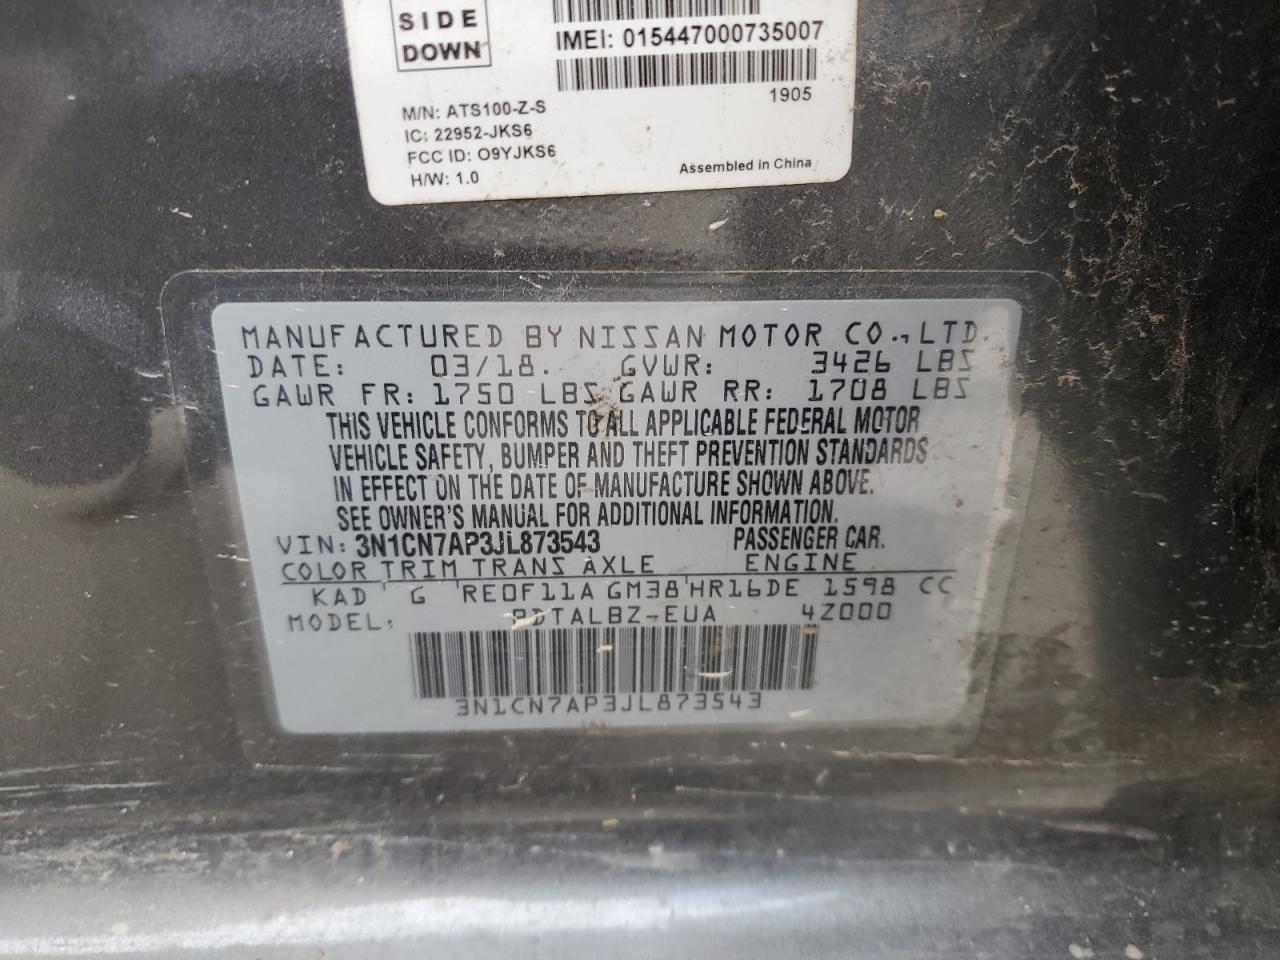 SIDE
DOWN
IMEI: 015447000735007
1905
M/N: ATS100-Z-S
IC: 22952-JKS6
FCC ID: O9YJKS6
H/W: 1.0
Assembled in China
MANUFACTURED BY NISSAN MOTOR CO., LTD.
DATE: 03/18. GVWR: 3426 LBS
GAWR FR: 1750 LBS GAWR RR: 1708 LBS
THIS VEHICLE CONFORMS TO ALL APPLICABLE FEDERAL MOTOR
VEHICLE SAFETY, BUMPER AND THEFT PREVENTION STANDARDS
IN EFFECT ON THE DATE OF MANUFACTURE SHOWN ABOVE.
SEE OWNER'S MANUAL FOR ADDITIONAL INFORMATION.
VIN: 3N1CN7AP3JL873543 PASSENGER CAR.
COLOR TRIM TRANS AXLE ENGINE
KAD G RE0F11A GM38 HR16DE 1598 CC
MODEL: 4Z000
3N1CN7AP3JL873543